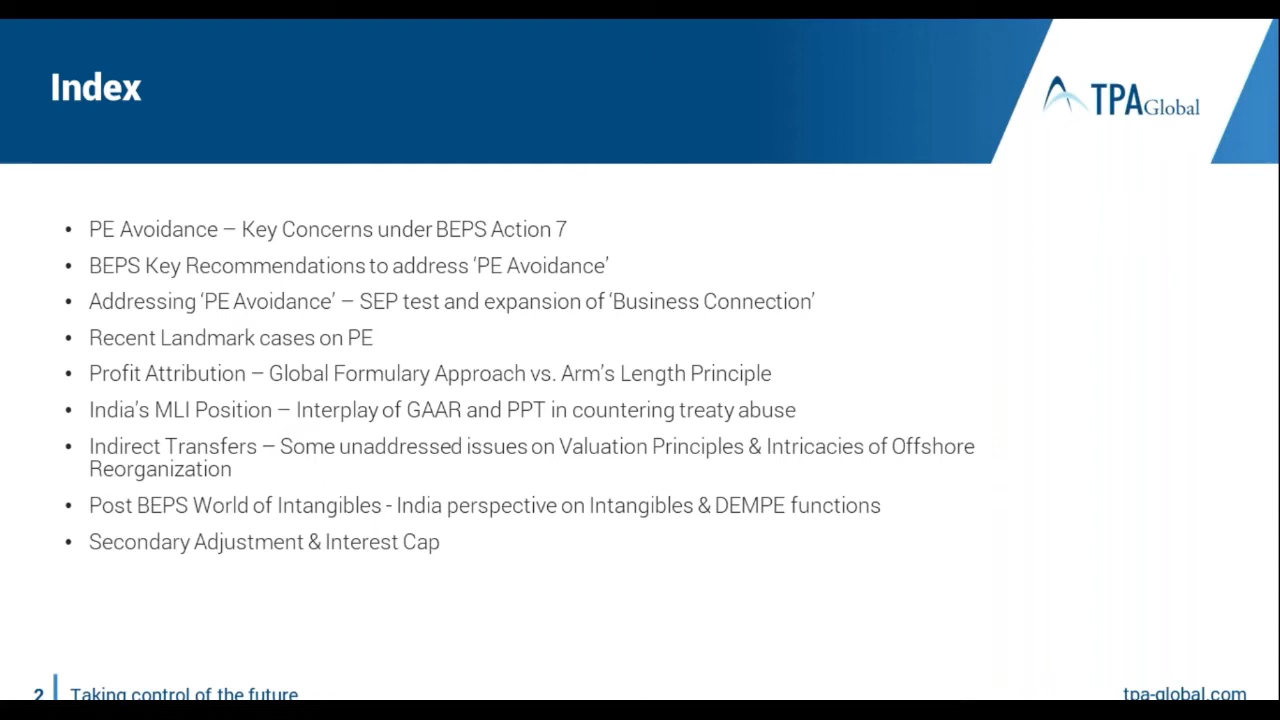 Index
TPA Global
• PE Avoidance – Key Concerns under BEPS Action 7
• BEPS Key Recommendations to address ‘PE Avoidance’
• Addressing ‘PE Avoidance’ – SEP test and expansion of ‘Business Connection’
• Recent Landmark cases on PE
• Profit Attribution – Global Formulary Approach vs. Arm’s Length Principle
• India’s MLI Position – Interplay of GAAR and PPT in countering treaty abuse
• Indirect Transfers – Some unaddressed issues on Valuation Principles & Intricacies of Offshore
Reorganization
• Post BEPS World of Intangibles - India perspective on Intangibles & DEMPE functions
• Secondary Adjustment & Interest Cap
2 Taking control of the future
tpa-global.com